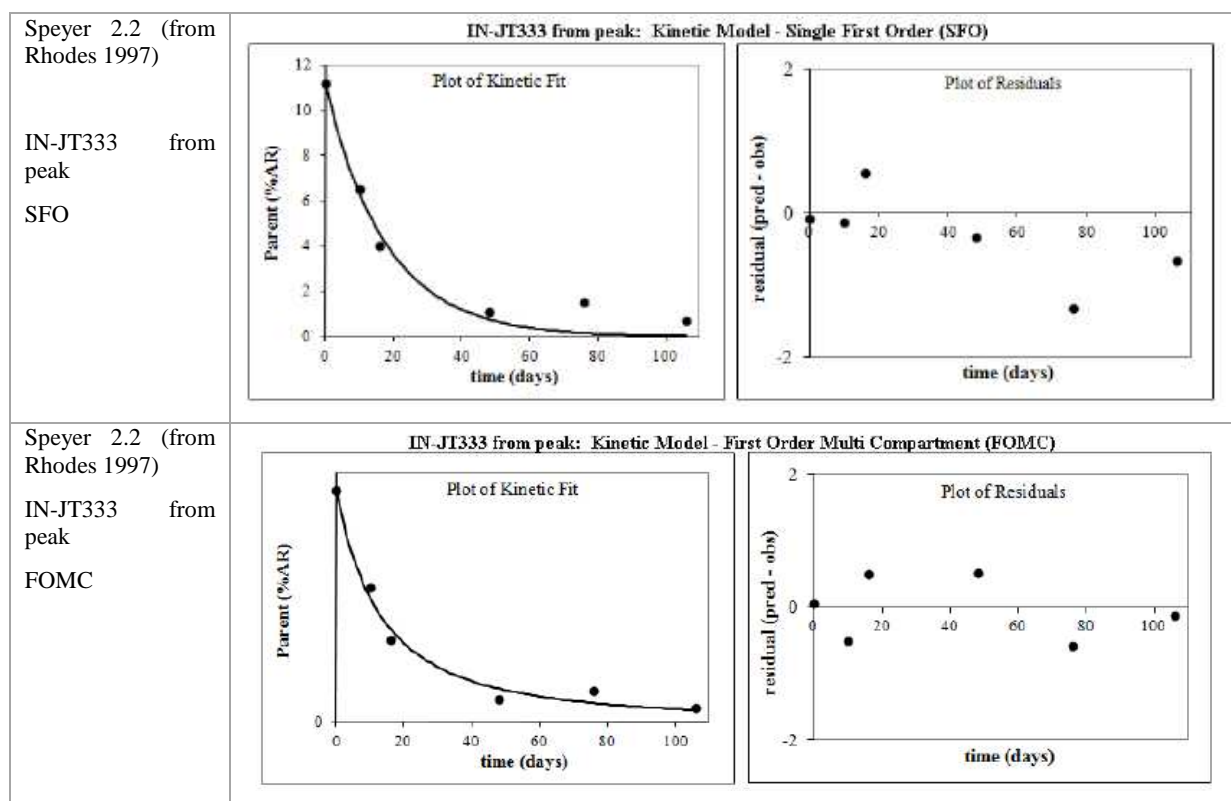 Speyer 2.2 (from
Rhodes 1997)
IN-JT333 from
peak
SFO
IN-JT333 from peak: Kinetic Model - Single First Order (SFO)
Plot of Kinetic Fit
Parent (%AR)
12
10
8
6
4
2
0
0 20 40 60 80 100
time (days)
Plot of Residuals
residual (pred - obs)
2
0
-2
0 20 40 60 80 100
time (days)
Speyer 2.2 (from
Rhodes 1997)
IN-JT333 from
peak
FOMC
IN-JT333 from peak: Kinetic Model - First Order Multi Compartment (FOMC)
Plot of Kinetic Fit
Parent (%AR)
0
0 20 40 60 80 100
time (days)
Plot of Residuals
residual (pred - obs)
2
0
-2
0 20 40 60 80 100
time (days)